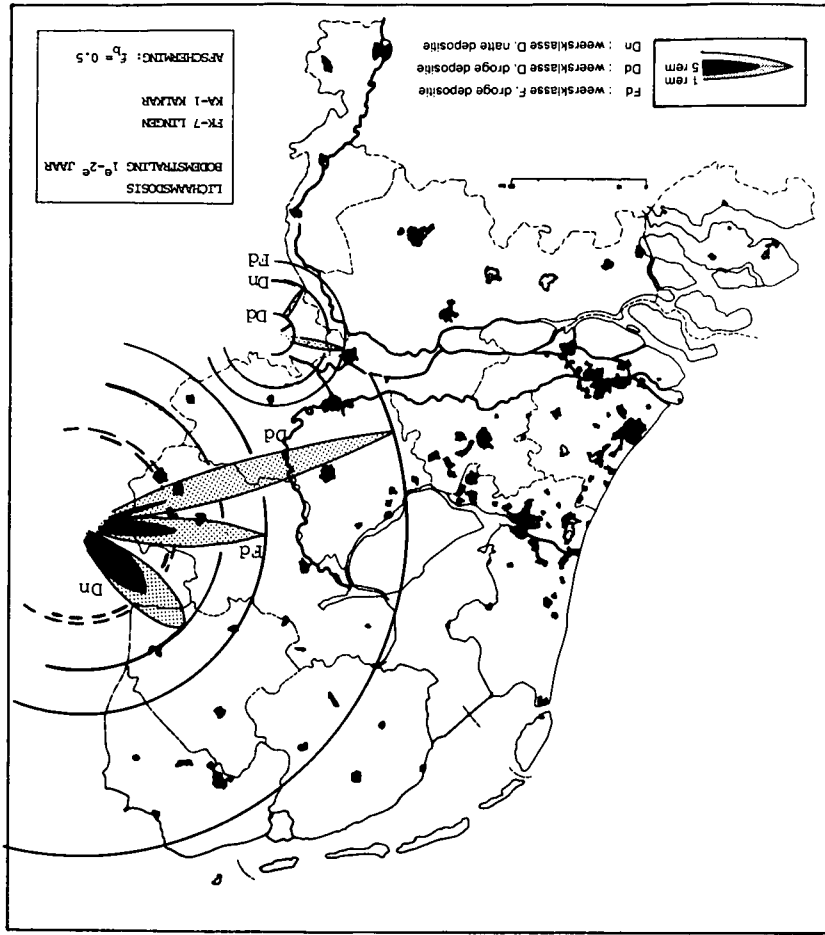 Dn
Fd
Dd
Dd
Dn
Fd
1 rem
5 rem
Fd : weersklasse F. droge depositie
Dd : weersklasse D. droge depositie
Dn : weersklasse D. natte depositie
LICHAAMSDOSIS
BODEMSTRALING 1ᵉ-2ᵉ JAAR
FK-7 LINGEN
KA-1 KALKAR
AFSCHERMING: f_b = 0.5